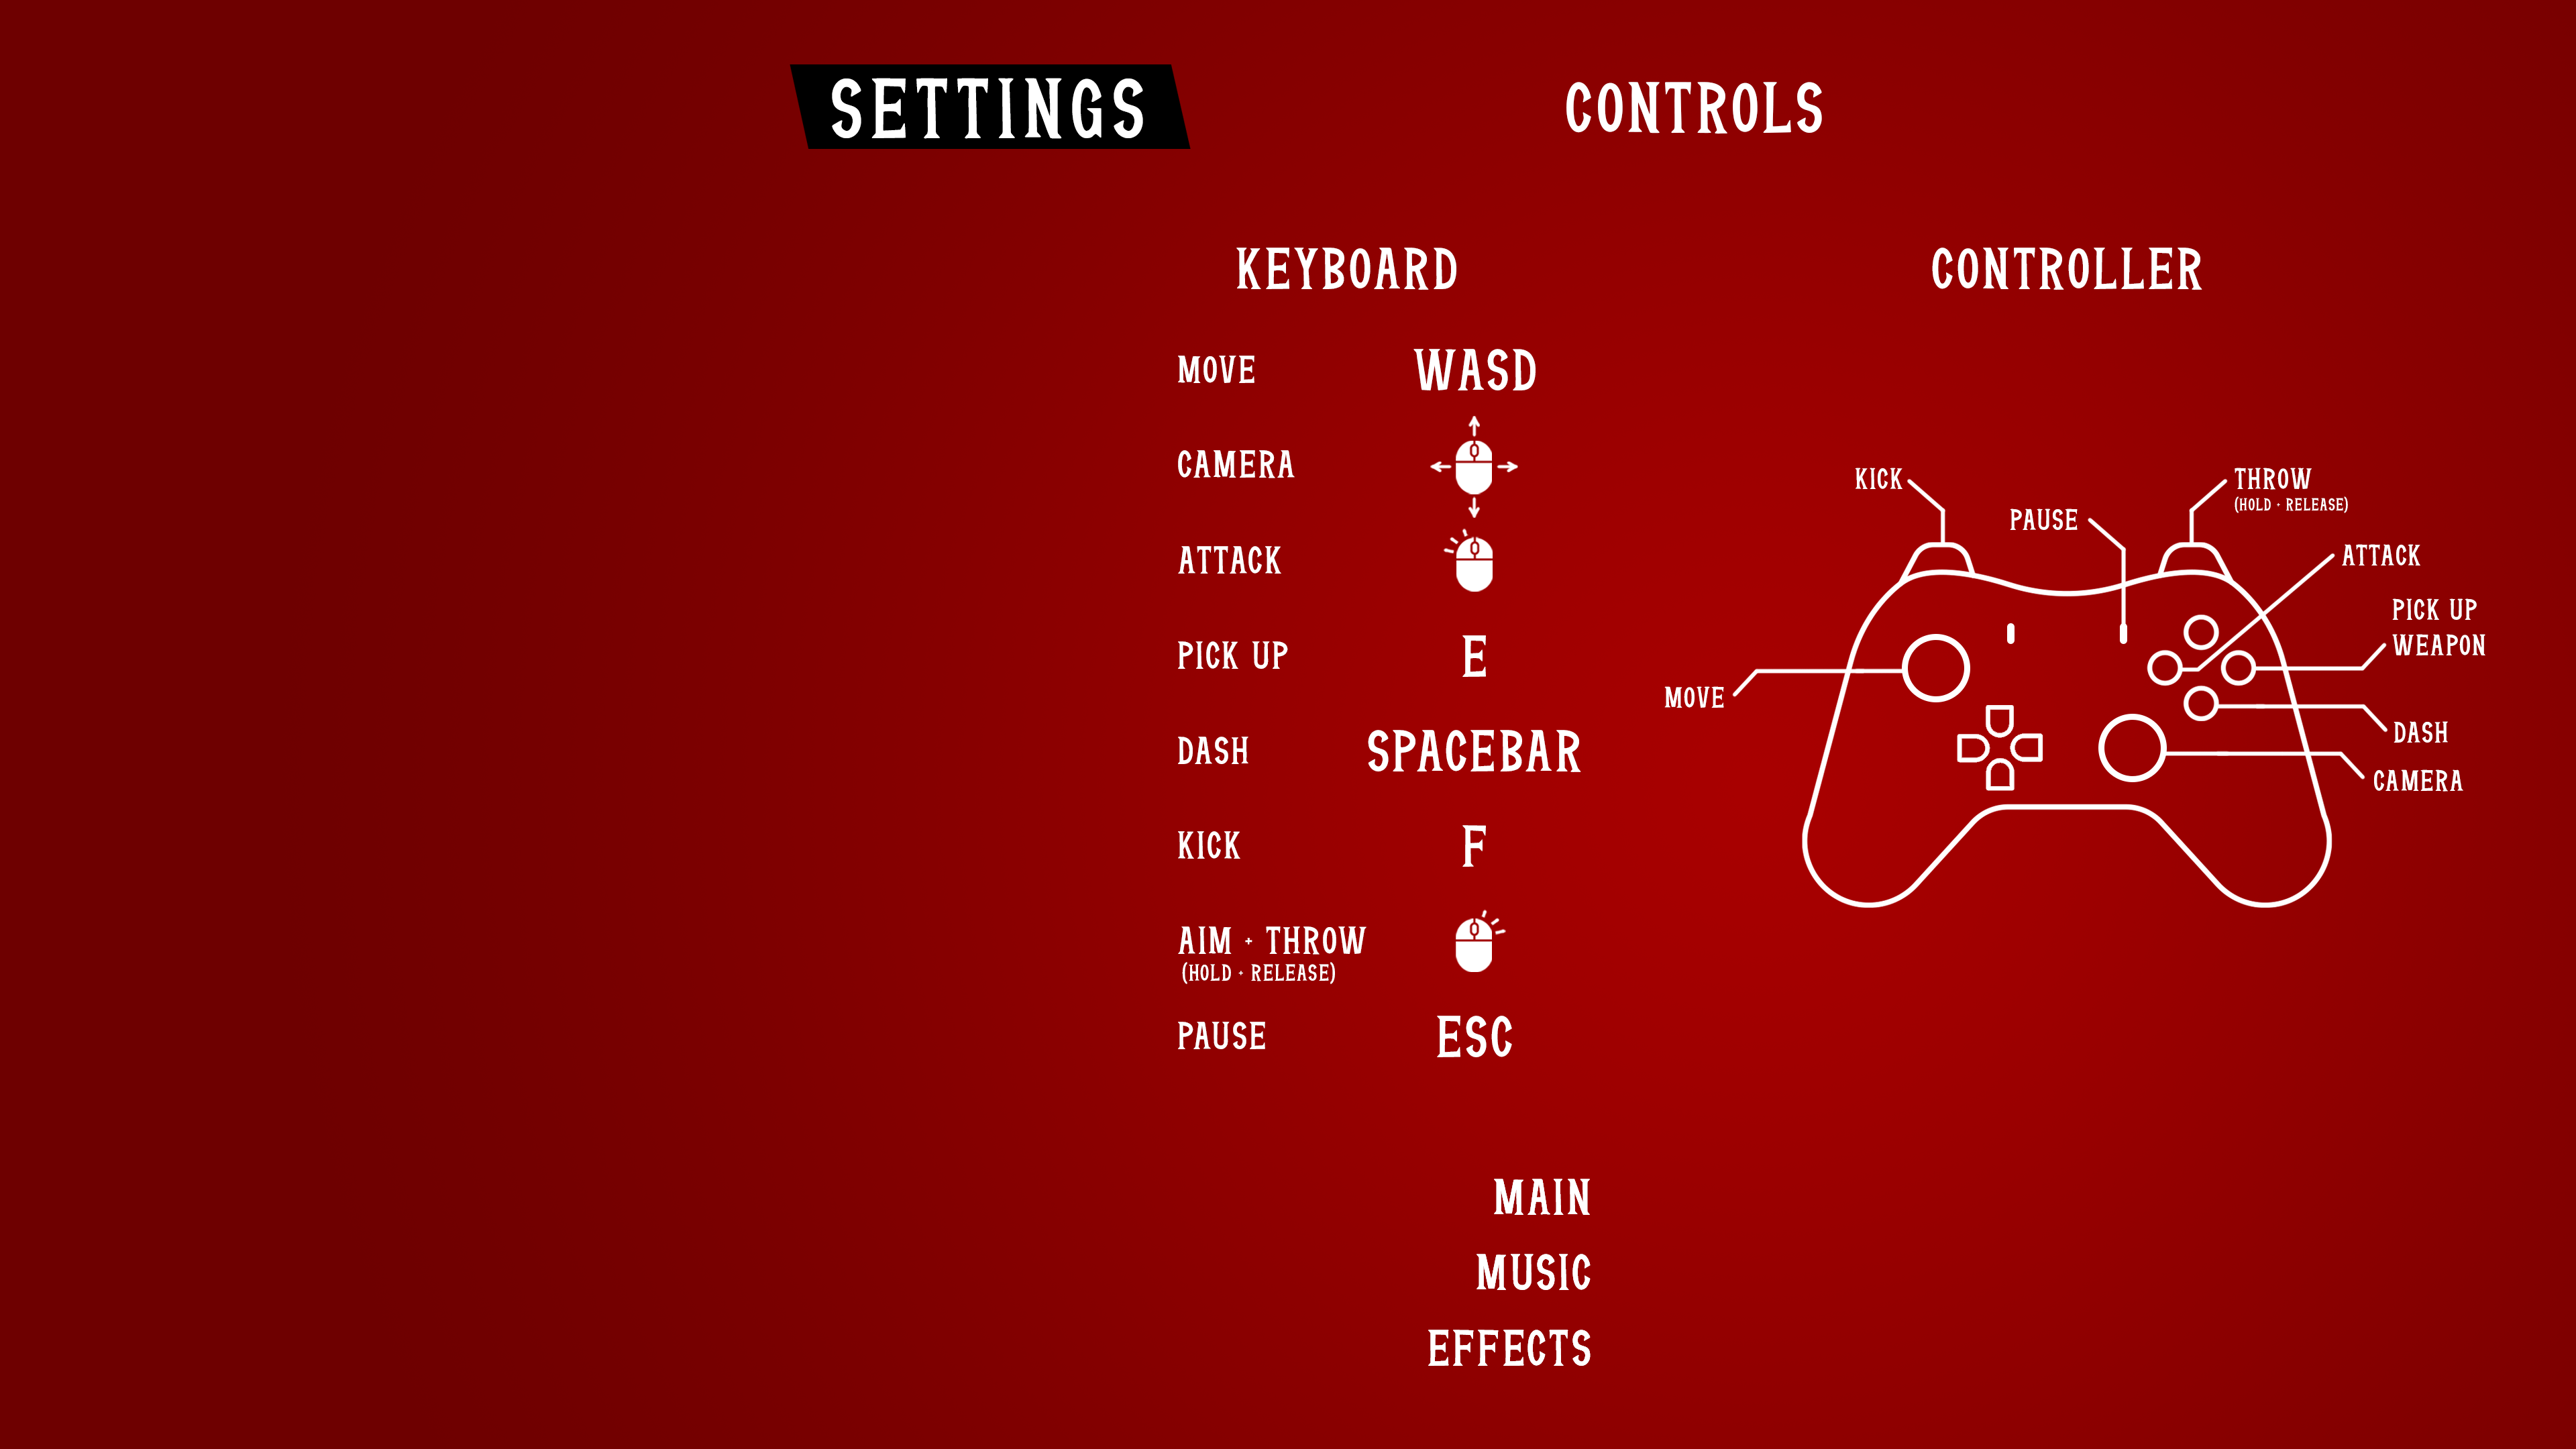 SETTINGS
CONTROLS
KEYBOARD
CONTROLLER
MOVE
WASD
CAMERA
ATTACK
PICK UP
E
DASH
SPACEBAR
KICK
F
AIM + THROW
(HOLD + RELEASE)
PAUSE
ESC
KICK
THROW
(HOLD + RELEASE)
PAUSE
ATTACK
PICK UP
WEAPON
MOVE
DASH
CAMERA
MAIN
MUSIC
EFFECTS